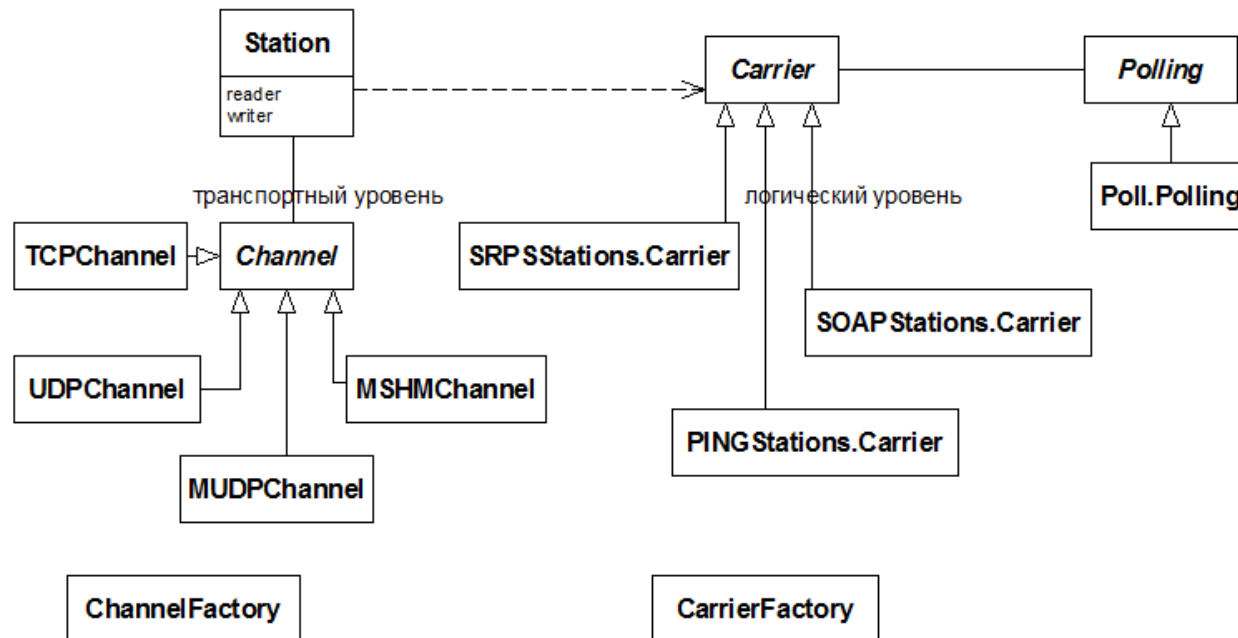 Station
reader
writer
Carrier
Polling
транспортный уровень
логический уровень
Poll.Polling
TCPChannel
Channel
SRPSStations.Carrier
SOAPStations.Carrier
UDPChannel
MSHMChannel
PINGStations.Carrier
MUDPChannel
ChannelFactory
CarrierFactory